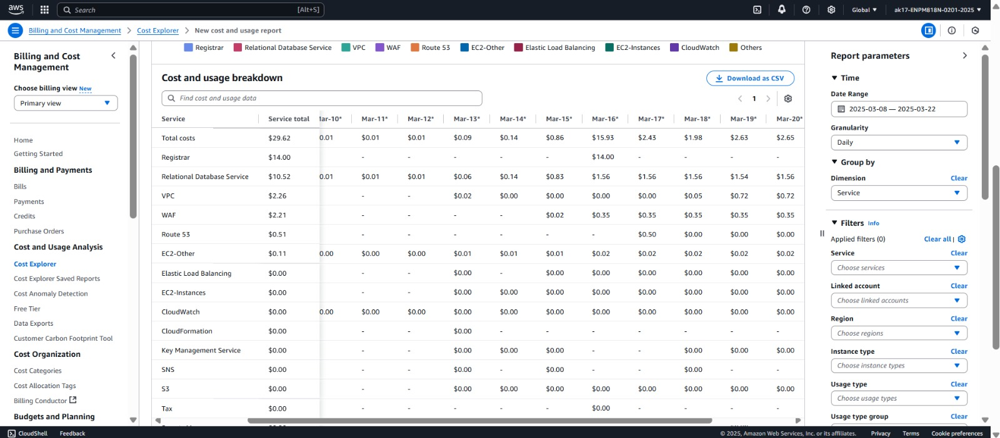 aws Search [Alt+S] Global ak17-ENPM818N-0201-2025
Billing and Cost Management > Cost Explorer > New cost and usage report
Billing and Cost
Management
Choose billing view New
Primary view
Home
Getting Started
Billing and Payments
Bills
Payments
Credits
Purchase Orders
Cost and Usage Analysis
Cost Explorer
Cost Explorer Saved Reports
Cost Anomaly Detection
Free Tier
Data Exports
Customer Carbon Footprint Tool
Cost Organization
Cost Categories
Cost Allocation Tags
Billing Conductor
Budgets and Planning
Registrar Relational Database Service VPC WAF Route 53 EC2-Other Elastic Load Balancing EC2-Instances CloudWatch Others
Cost and usage breakdown
Download as CSV
Find cost and usage data
1
Service Service total Mar-10* Mar-11* Mar-12* Mar-13* Mar-14* Mar-15* Mar-16* Mar-17* Mar-18* Mar-19* Mar-20*
Total costs $29.62 0.01 $0.01 $0.01 $0.09 $0.14 $0.86 $15.93 $2.43 $1.98 $2.63 $2.65
Registrar $14.00 - - - - - $14.00 - - - -
Relational Database Service $10.52 0.01 $0.01 $0.01 $0.06 $0.14 $0.83 $1.56 $1.56 $1.56 $1.54 $1.56
VPC $2.26 - - $0.02 $0.00 $0.00 $0.00 $0.00 $0.05 $0.72 $0.72
WAF $2.21 - - - - $0.02 $0.35 $0.35 $0.35 $0.35 $0.35
Route 53 $0.51 - - - - - - $0.50 $0.00 $0.00 $0.00
EC2-Other $0.11 0.00 $0.00 $0.00 $0.01 $0.01 $0.01 $0.02 $0.02 $0.02 $0.02 $0.02
Elastic Load Balancing $0.00 - - $0.00 - $0.00 $0.00 $0.00 $0.00 $0.00 $0.00
EC2-Instances $0.00 - - $0.00 $0.00 $0.00 $0.00 $0.00 $0.00 $0.00 $0.00
CloudWatch $0.00 0.00 $0.00 $0.00 $0.00 $0.00 $0.00 $0.00 $0.00 $0.00 $0.00 $0.00
CloudFormation $0.00 - - $0.00 - - - - - - -
Key Management Service $0.00 - - $0.00 $0.00 $0.00 - - $0.00 $0.00 $0.00
SNS $0.00 - - $0.00 - $0.00 - - $0.00 - -
S3 $0.00 - - $0.00 $0.00 $0.00 $0.00 $0.00 $0.00 $0.00 $0.00
Tax $0.00 - - - - - $0.00 - - - -
Report parameters
Time
Date Range
2025-03-08 — 2025-03-22
Granularity
Daily
Group by
Dimension Clear
Service
Filters Info
Applied filters (0) Clear all |
Service Clear
Choose services
Linked account Clear
Choose linked accounts
Region Clear
Choose regions
Instance type Clear
Choose instance types
Usage type Clear
Choose usage types
Usage type group Clear
CloudShell Feedback © 2025, Amazon Web Services, Inc. or its affiliates. Privacy Terms Cookie preferences